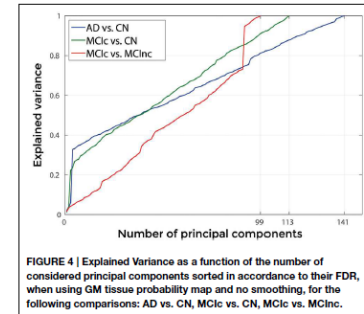 1
0.8
0.6
0.4
0.2
0
Explained variance
AD vs. CN
MCIc vs. CN
MCIc vs. MCInc
0
99
113
141
Number of principal components
FIGURE 4 | Explained Variance as a function of the number of
considered principal components sorted in accordance to their FDR,
when using GM tissue probability map and no smoothing, for the
following comparisons: AD vs. CN, MCIc vs. CN, MCIc vs. MCInc.